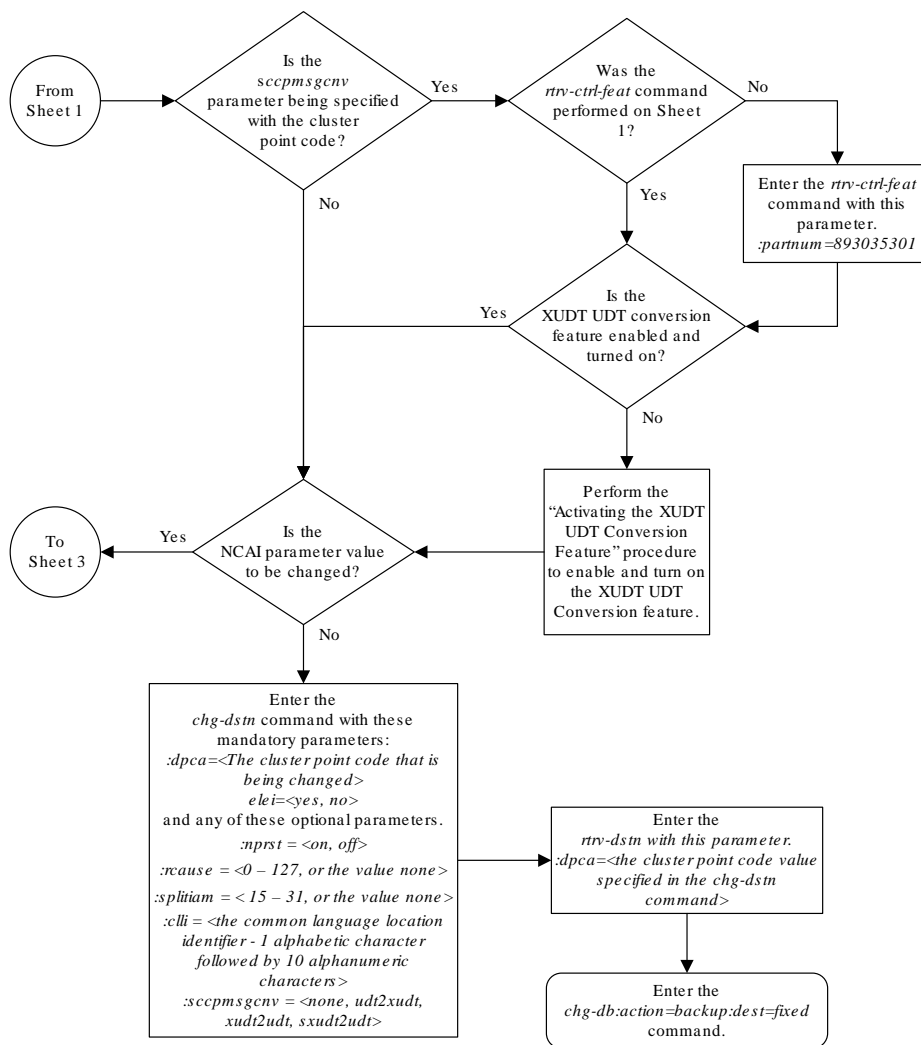 From
Sheet 1
Is the
sccpmsgcnv
parameter being specified
with the cluster
point code?
Yes
No
Was the
rtrv-ctrl-feat command
performed on Sheet
1?
No
Yes
Enter the rtrv-ctrl-feat
command with this
parameter.
:partnum=893035301
Is the
XUDT UDT conversion
feature enabled and
turned on?
Yes
No
Perform the
“Activating the XUDT
UDT Conversion
Feature” procedure
to enable and turn on
the XUDT UDT
Conversion feature.
Is the
NCAI parameter value
to be changed?
Yes
To
Sheet 3
No
Enter the
chg-dstn command with these
mandatory parameters:
:dpca=<The cluster point code that is
being changed>
elei=<yes, no>
and any of these optional parameters.
:nprst = <on, off>
:rcause = <0 – 127, or the value none>
:splitiam = <15 – 31, or the value none>
:clli = <the common language location
identifier - 1 alphabetic character
followed by 10 alphanumeric
characters>
:sccpmsgcnv = <none, udt2xudt,
xudt2udt, sxudt2udt>
Enter the
rtrv-dstn with this parameter.
:dpca=<the cluster point code value
specified in the chg-dstn
command>
Enter the
chg-db:action=backup:dest=fixed
command.